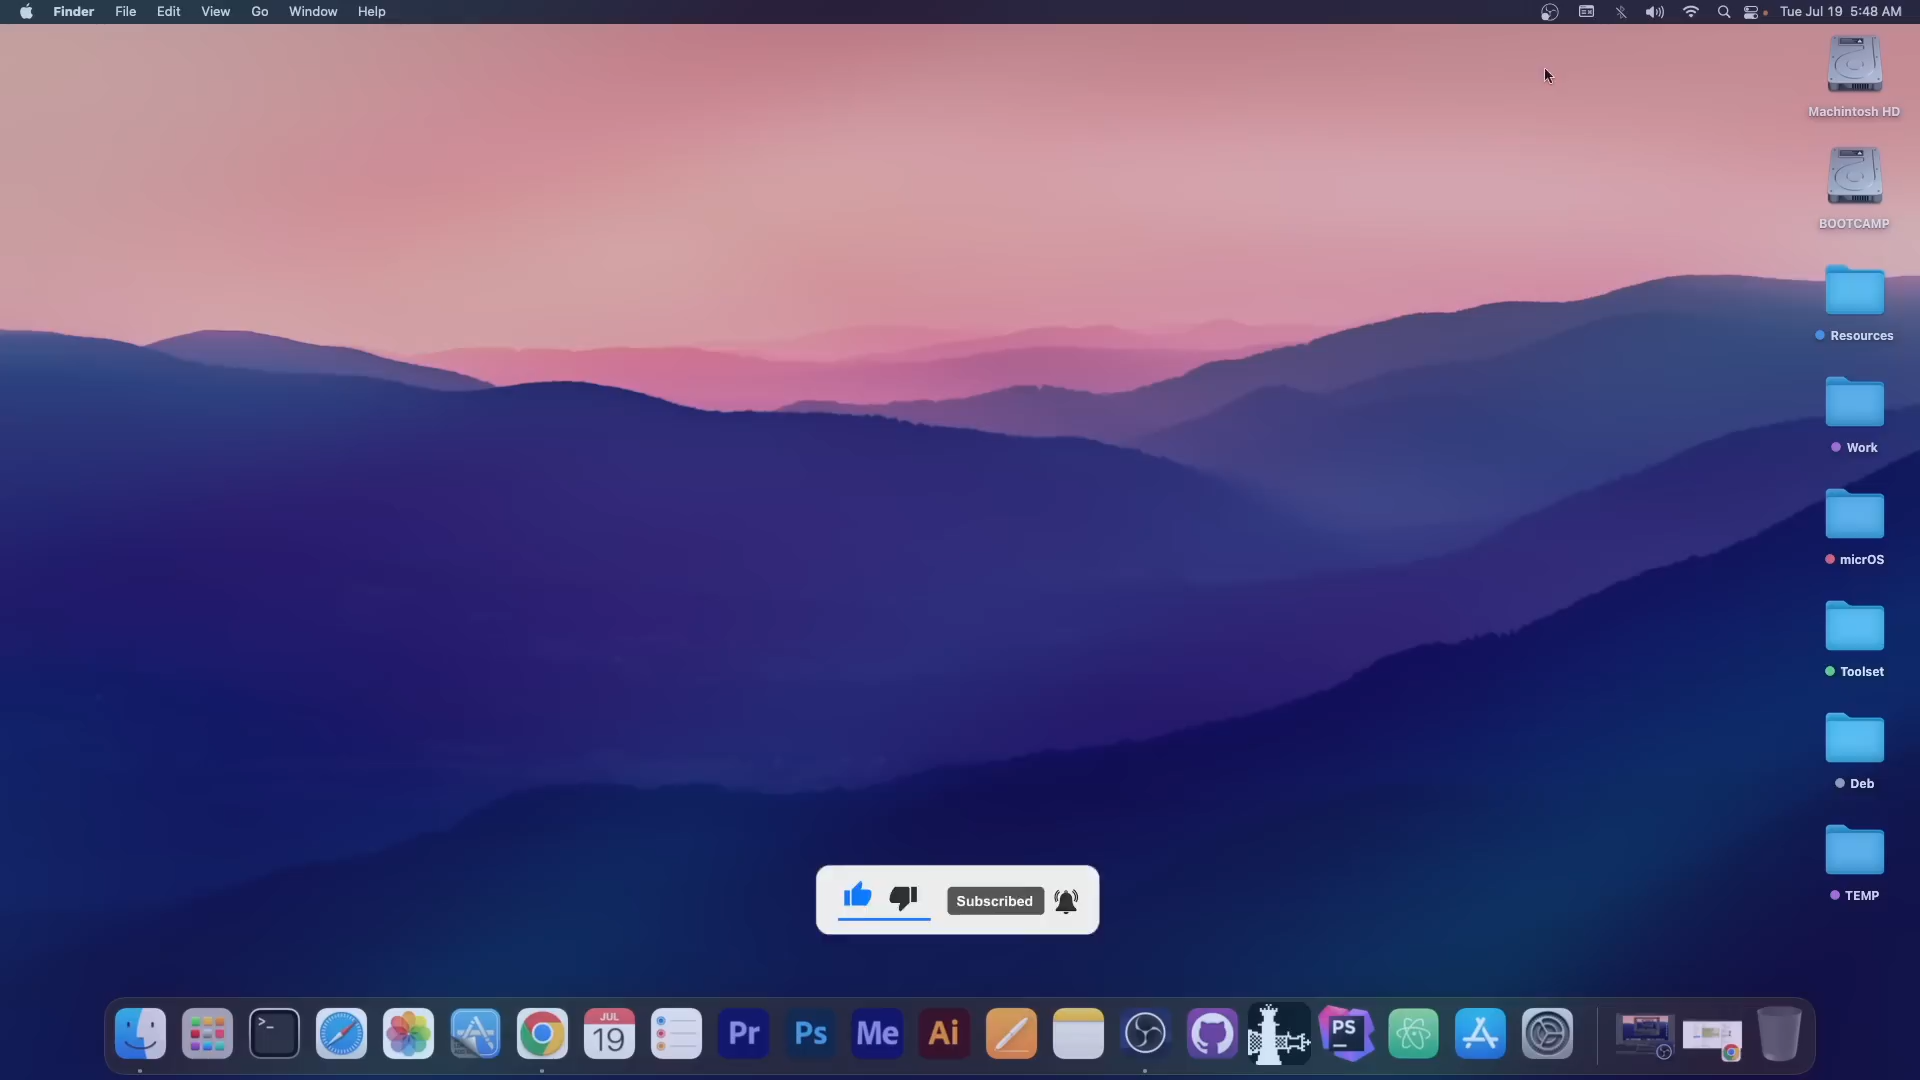 Finder File Edit View Go Window Help Tue Jul 19 5:48 AM
Machintosh HD
BOOTCAMP
Resources
Work
micrOS
Toolset
Deb
TEMP
Subscribed
>_ JUL 19 Pr Ps Me Ai PS